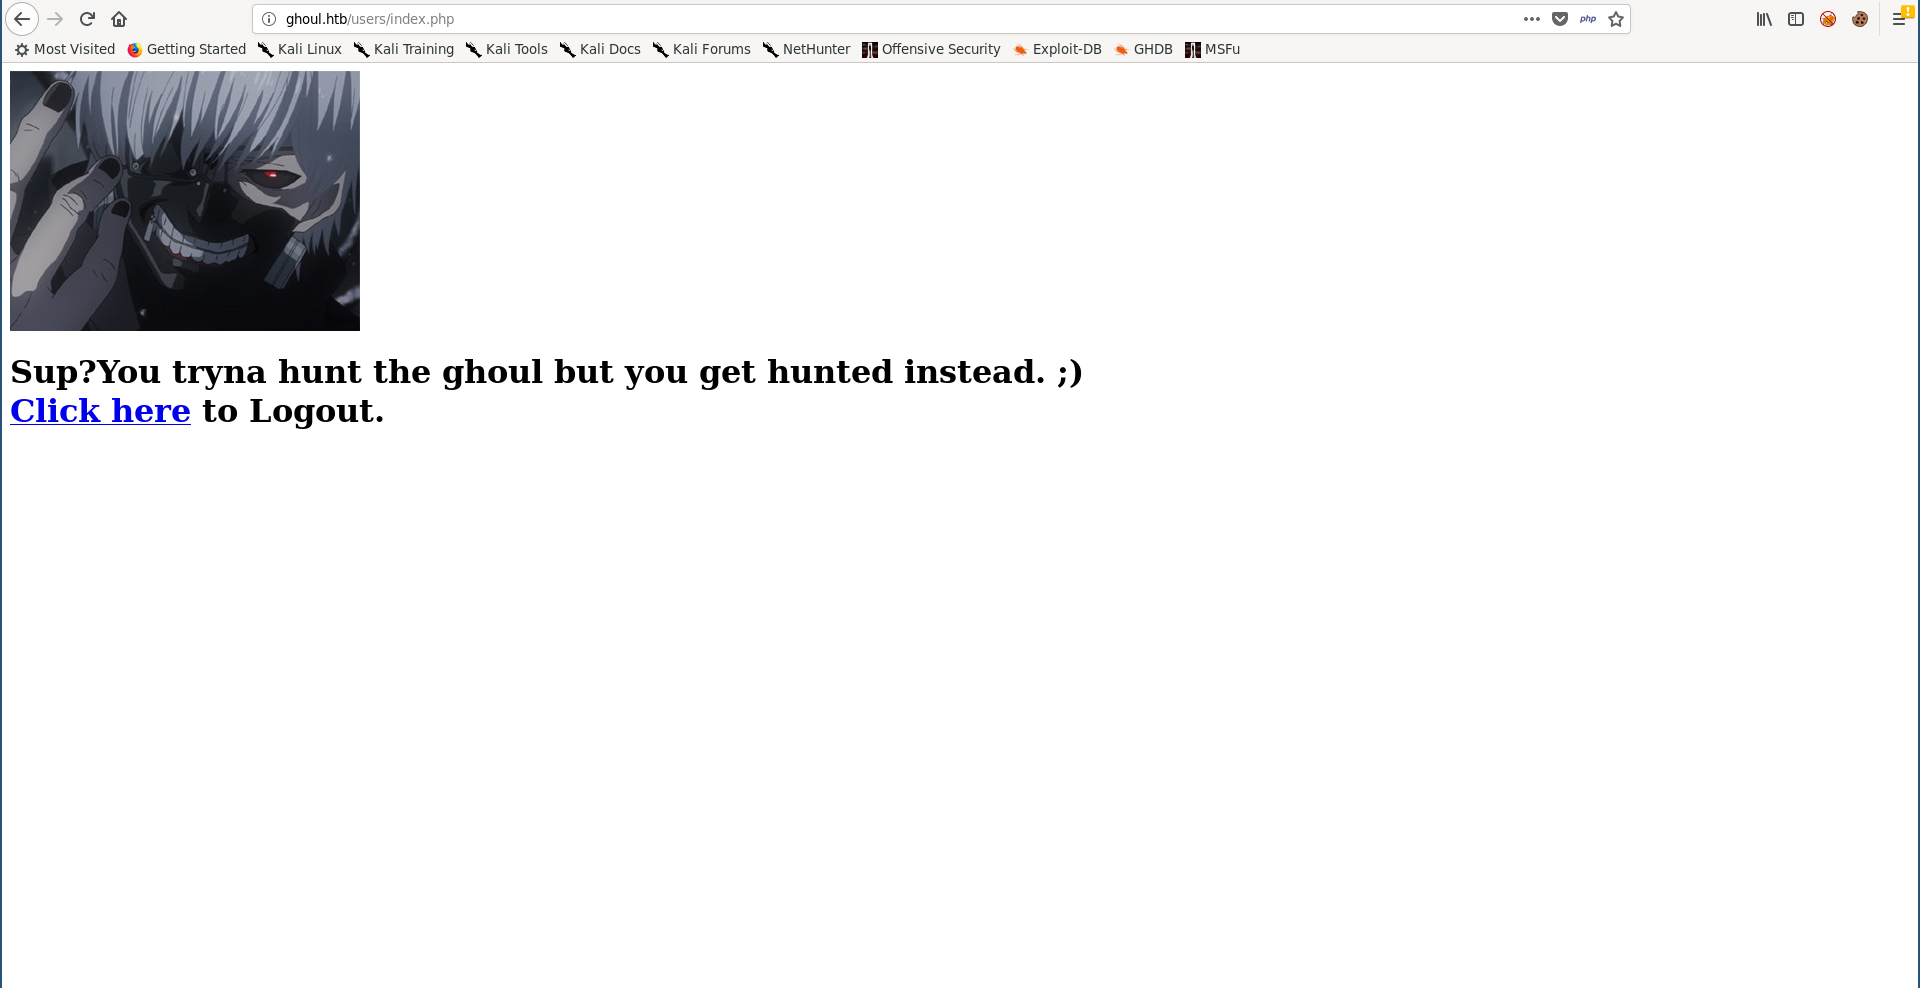 ghoul.htb/users/index.php
php
Most Visited Getting Started Kali Linux Kali Training Kali Tools Kali Docs Kali Forums NetHunter Offensive Security Exploit-DB GHDB MSFu
Sup?You tryna hunt the ghoul but you get hunted instead. ;)
Click here to Logout.